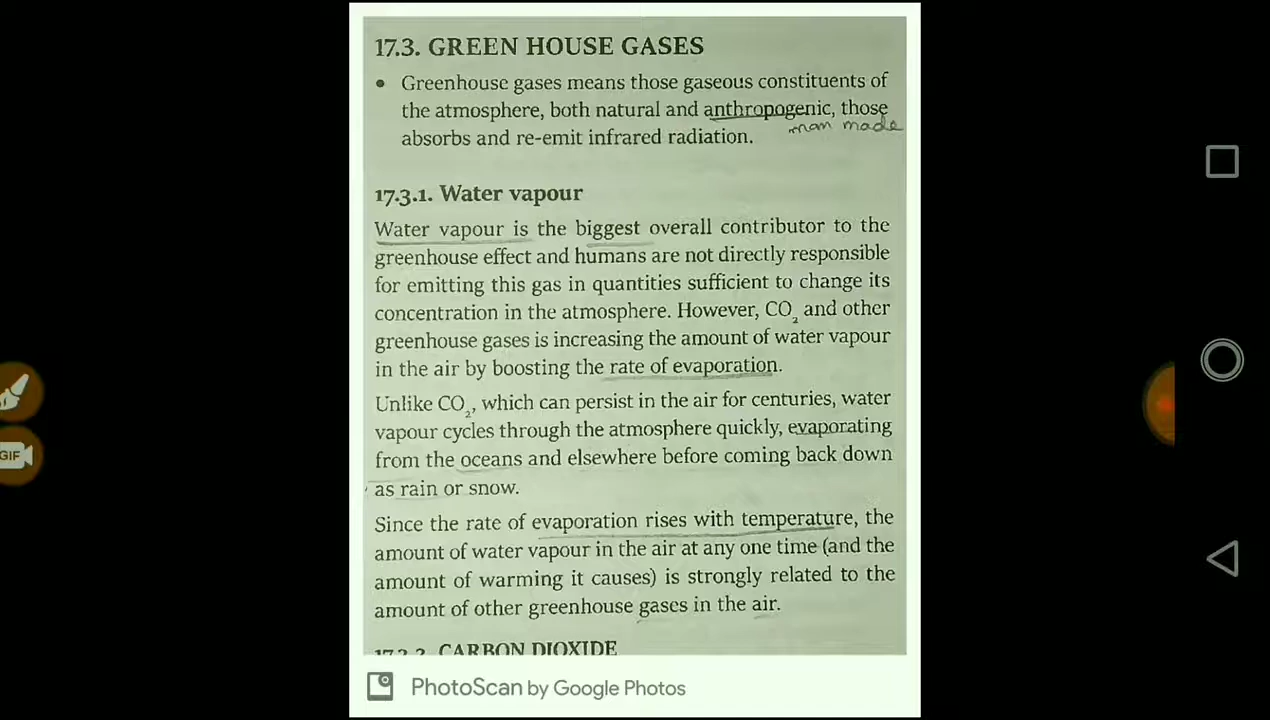 17.3. GREEN HOUSE GASES
• Greenhouse gases means those gaseous constituents of
the atmosphere, both natural and anthropogenic, those
man made
absorbs and re-emit infrared radiation.
17.3.1. Water vapour
Water vapour is the biggest overall contributor to the
greenhouse effect and humans are not directly responsible
for emitting this gas in quantities sufficient to change its
concentration in the atmosphere. However, CO₂ and other
greenhouse gases is increasing the amount of water vapour
in the air by boosting the rate of evaporation.
Unlike CO₂, which can persist in the air for centuries, water
vapour cycles through the atmosphere quickly, evaporating
from the oceans and elsewhere before coming back down
as rain or snow.
Since the rate of evaporation rises with temperature, the
amount of water vapour in the air at any one time (and the
amount of warming it causes) is strongly related to the
amount of other greenhouse gases in the air.
17.3.2. CARBON DIOXIDE
PhotoScan by Google Photos
GIF